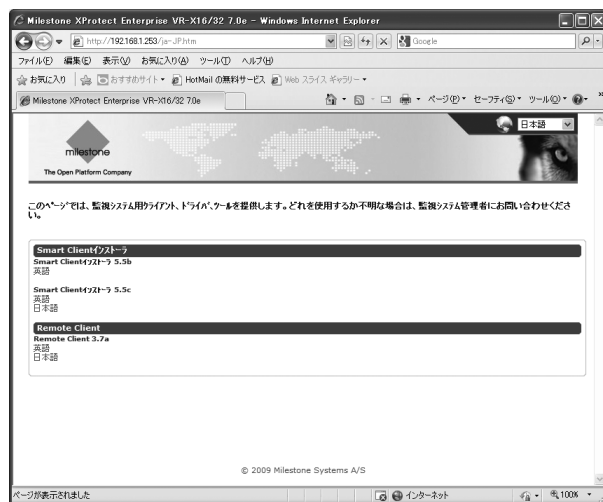 Milestone XProtect Enterprise VR-X16/32 7.0e - Windows Internet Explorer
http://192.168.1.253/ja-JP.htm
Google
ファイル(F) 編集(E) 表示(V) お気に入り(A) ツール(T) ヘルプ(H)
お気に入り おすすめサイト HotMail の無料サービス Web スライス ギャラリー
Milestone XProtect Enterprise VR-X16/32 7.0e
ページ(P) セーフティ(S) ツール(O)
日本語
milestone
The Open Platform Company
このページでは、監視システム用クライアント、ドライバ、ツールを提供します。どれを使用するか不明な場合は、監視システム管理者にお問い合わせくださ
い。
Smart Clientインストーラ
Smart Clientインストーラ 5.5b
英語
Smart Clientインストーラ 5.5c
英語
日本語
Remote Client
Remote Client 3.7a
英語
日本語
© 2009 Milestone Systems A/S
ページが表示されました
インターネット
100%